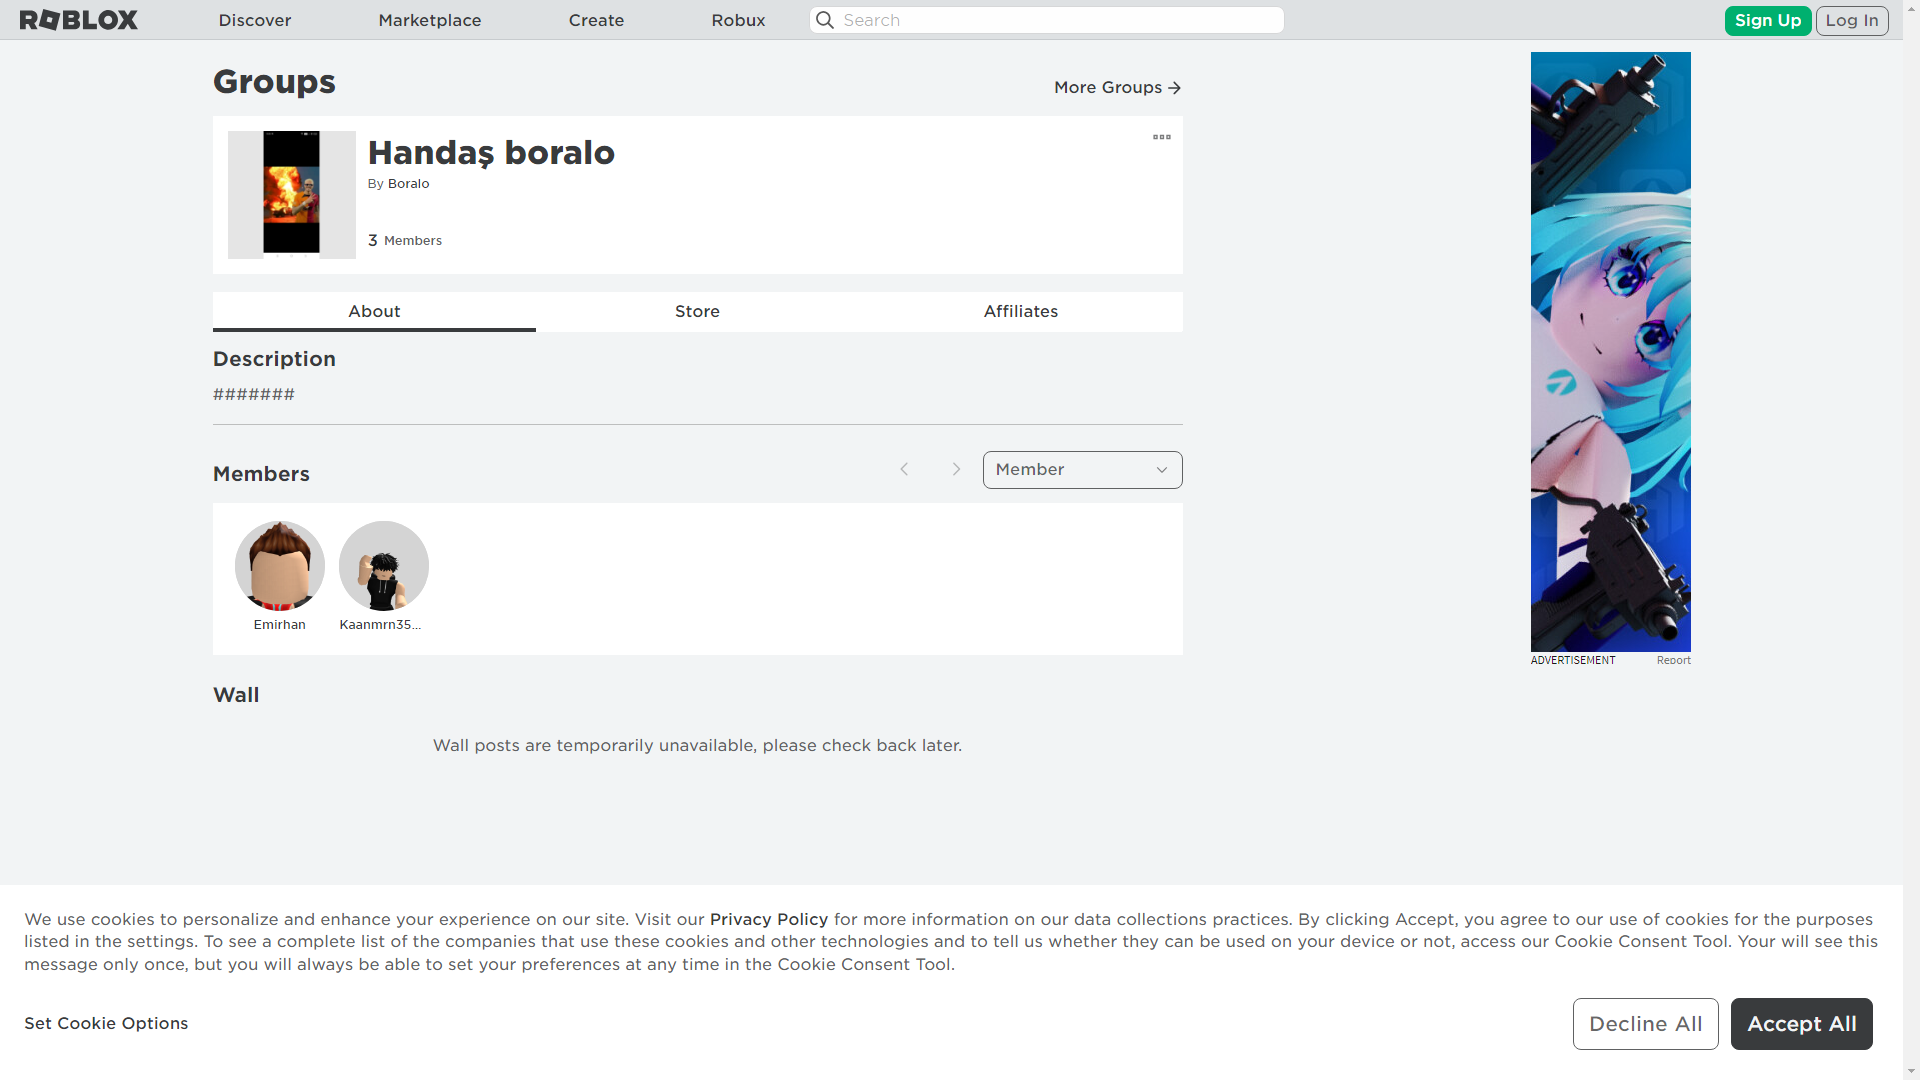 ROBLOX
Discover
Marketplace
Create
Robux
Search
Sign Up
Log In
Groups
More Groups
Handaş boralo
By Boralo
3 Members
About
Store
Affiliates
Description
#######
Members
Member
Emirhan
Kaanmrn35...
ADVERTISEMENT
Report
Wall
Wall posts are temporarily unavailable, please check back later.
We use cookies to personalize and enhance your experience on our site. Visit our Privacy Policy for more information on our data collections practices. By clicking Accept, you agree to our use of cookies for the purposes
listed in the settings. To see a complete list of the companies that use these cookies and other technologies and to tell us whether they can be used on your device or not, access our Cookie Consent Tool. Your will see this
message only once, but you will always be able to set your preferences at any time in the Cookie Consent Tool.
Set Cookie Options
Decline All
Accept All